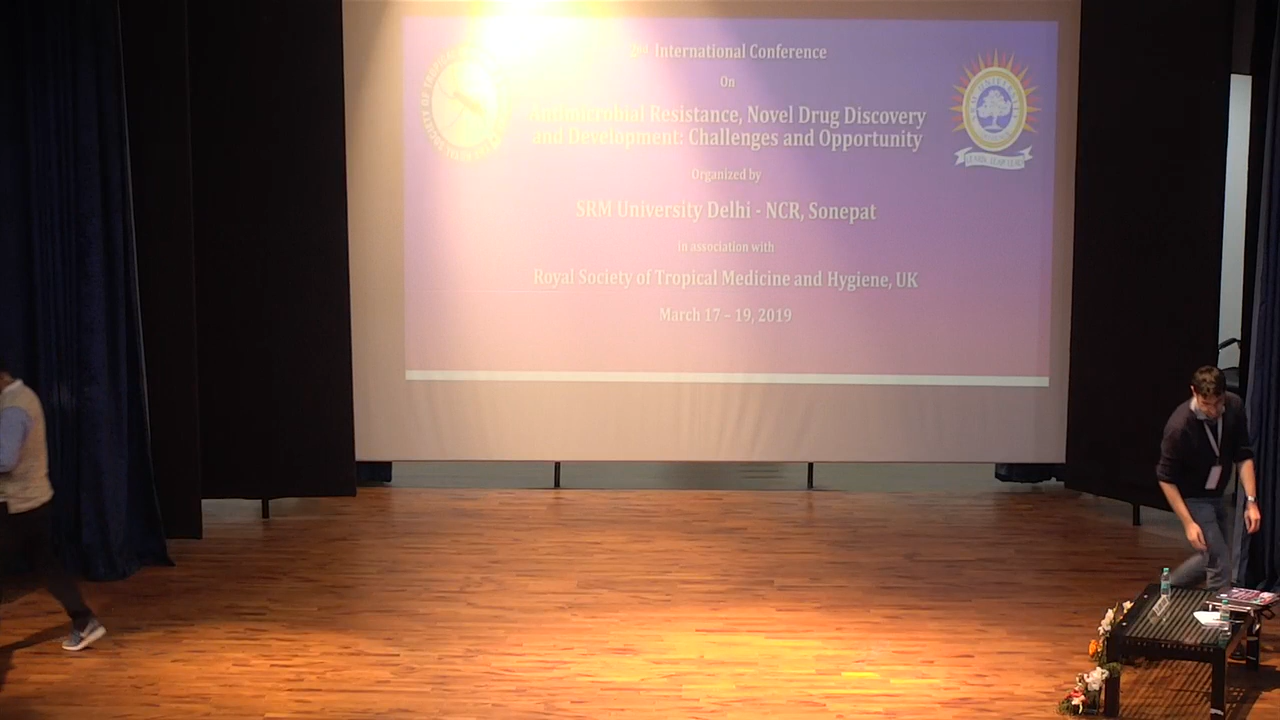 2nd International Conference
On
Antimicrobial Resistance, Novel Drug Discovery
and Development: Challenges and Opportunity
Organized by
SRM University Delhi - NCR, Sonepat
in association with
Royal Society of Tropical Medicine and Hygiene, UK
March 17 - 19, 2019